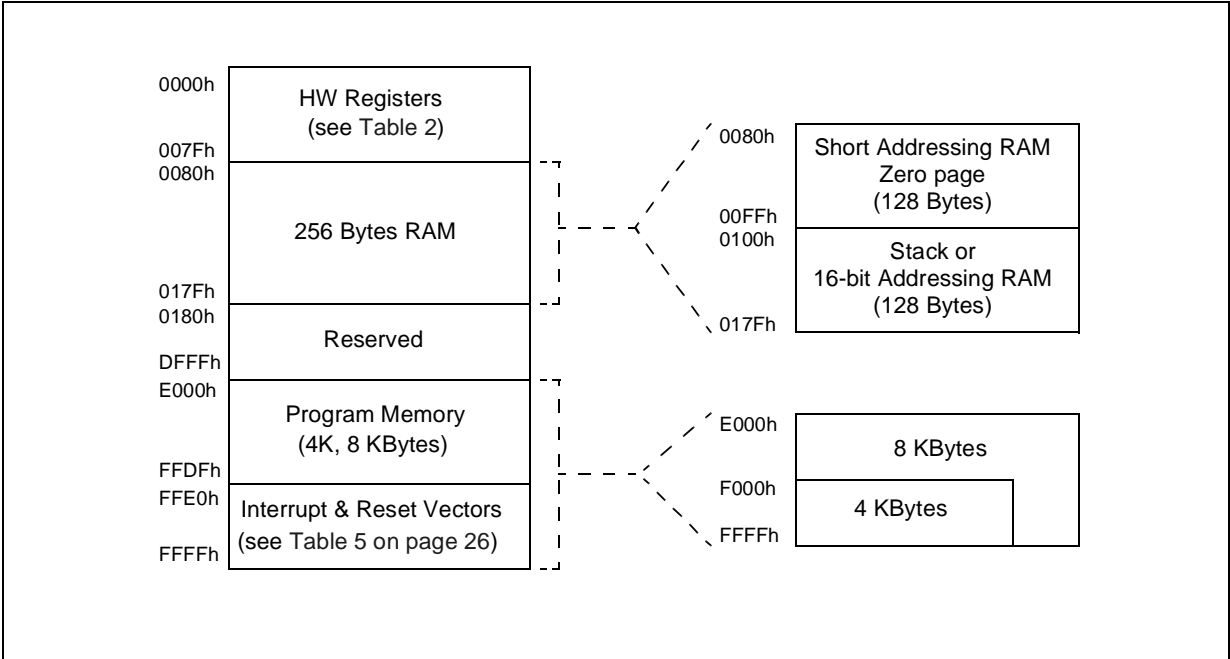 0000h
HW Registers
(see Table 2)
007Fh
0080h
256 Bytes RAM
017Fh
0180h
Reserved
DFFFh
E000h
Program Memory
(4K, 8 KBytes)
FFDFh
FFE0h
Interrupt & Reset Vectors
(see Table 5 on page 26)
FFFFh
0080h
Short Addressing RAM
Zero page
(128 Bytes)
00FFh
0100h
Stack or
16-bit Addressing RAM
(128 Bytes)
017Fh
E000h
8 KBytes
F000h
4 KBytes
FFFFh